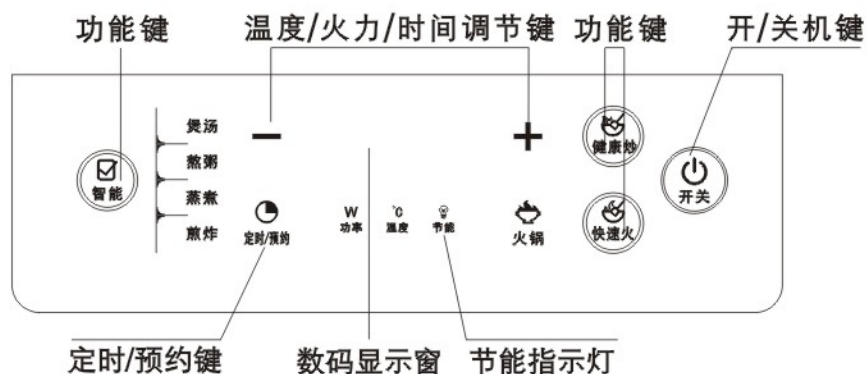 功能键
温度/火力/时间调节键
功能键
开/关机键
煲汤
熬粥
蒸煮
煎炸
智能
健康炒
开关
定时/预约
W
功率
℃
温度
节能
火锅
快速火
定时/预约键
数码显示窗
节能指示灯